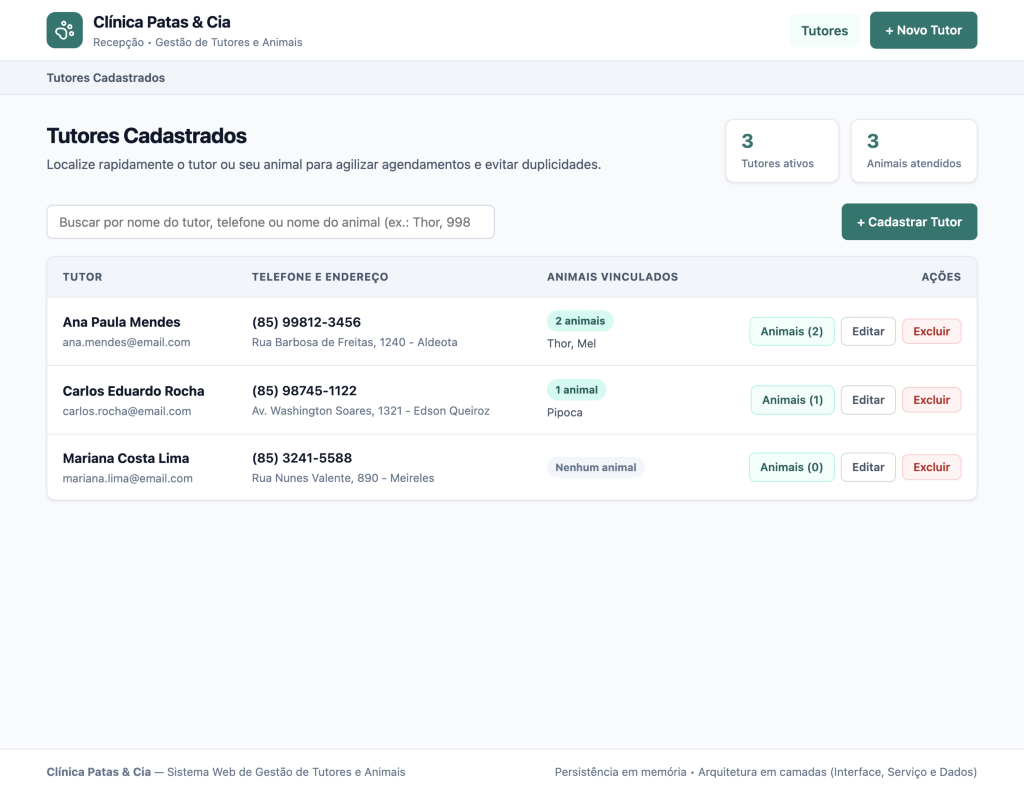 Clínica Patas & Cia
Recepção • Gestão de Tutores e Animais
Tutores
+ Novo Tutor
Tutores Cadastrados
Tutores Cadastrados
Localize rapidamente o tutor ou seu animal para agilizar agendamentos e evitar duplicidades.
3
Tutores ativos
3
Animais atendidos
Buscar por nome do tutor, telefone ou nome do animal (ex.: Thor, 998
+ Cadastrar Tutor
TUTOR TELEFONE E ENDEREÇO ANIMAIS VINCULADOS AÇÕES
Ana Paula Mendes
ana.mendes@email.com
(85) 99812-3456
Rua Barbosa de Freitas, 1240 - Aldeota
2 animais
Thor, Mel
Animais (2) Editar Excluir
Carlos Eduardo Rocha
carlos.rocha@email.com
(85) 98745-1122
Av. Washington Soares, 1321 - Edson Queiroz
1 animal
Pipoca
Animais (1) Editar Excluir
Mariana Costa Lima
mariana.lima@email.com
(85) 3241-5588
Rua Nunes Valente, 890 - Meireles
Nenhum animal
Animais (0) Editar Excluir
Clínica Patas & Cia — Sistema Web de Gestão de Tutores e Animais
Persistência em memória • Arquitetura em camadas (Interface, Serviço e Dados)